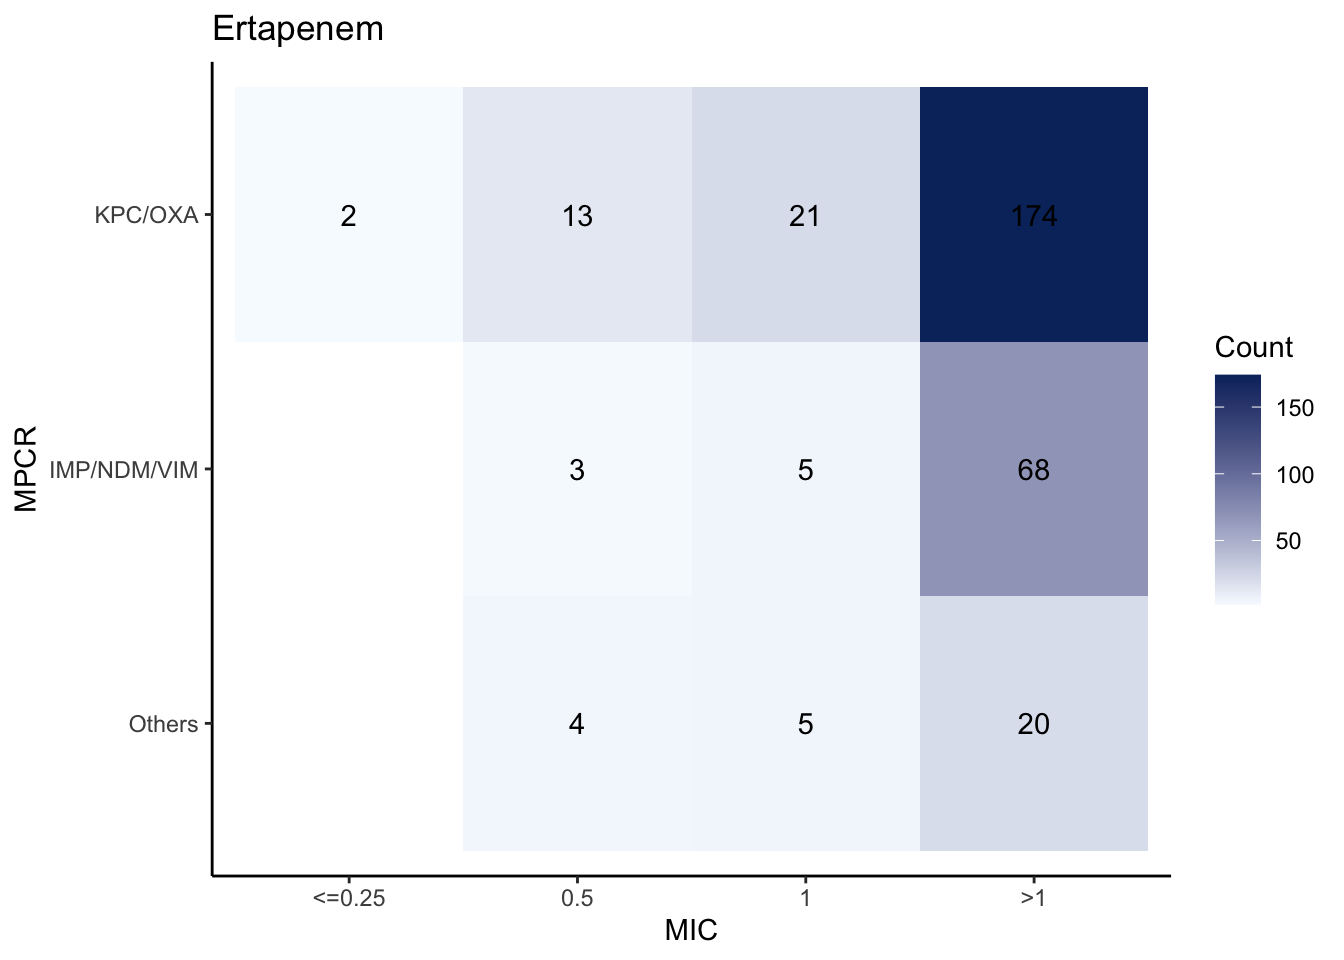 Ertapenem
KPC/OXA
2
13
21
174
Count
150
100
50
MPCR
IMP/NDM/VIM
3
5
68
Others
4
5
20
<=0.25
0.5
1
>1
MIC